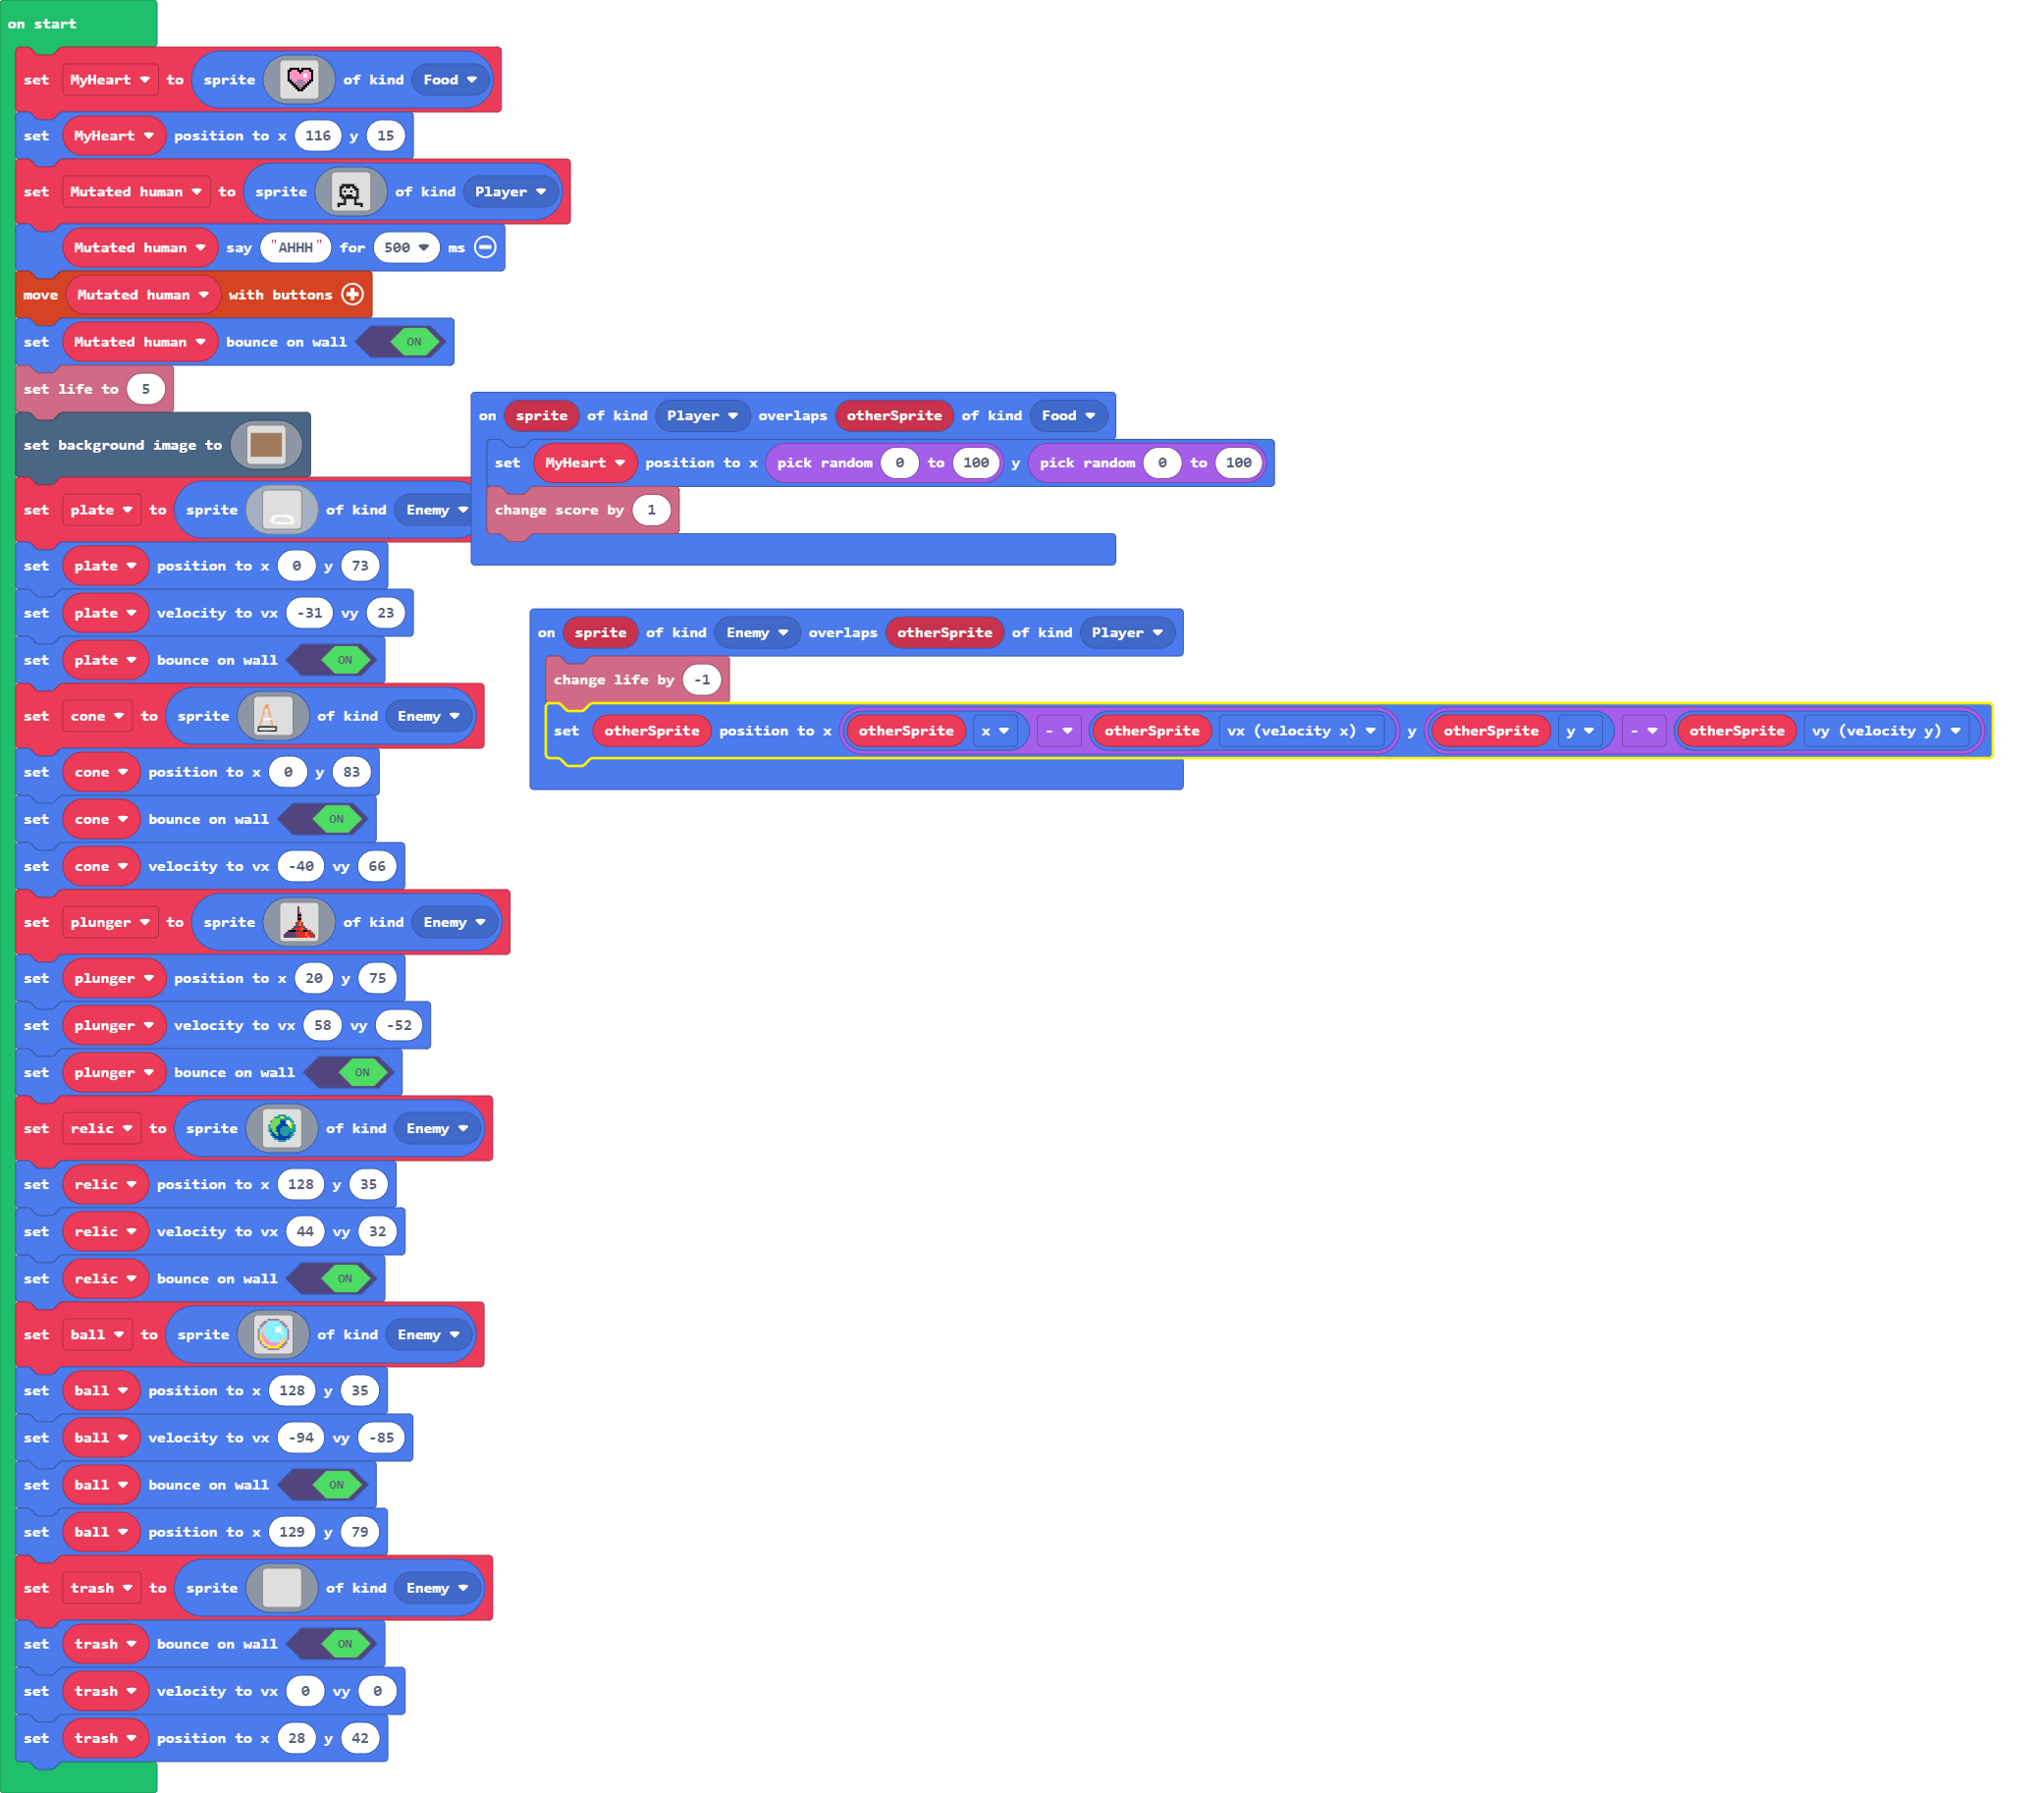 on start
set MyHeart to sprite of kind Food
set MyHeart position to x 116 y 15
set Mutated human to sprite of kind Player
Mutated human say "AHHH" for 500 ms
move Mutated human with buttons
set Mutated human bounce on wall ON
set life to 5
set background image to
set plate to sprite of kind Enemy
set plate position to x 0 y 73
set plate velocity to vx -31 vy 23
set plate bounce on wall ON
set cone to sprite of kind Enemy
set cone position to x 0 y 83
set cone bounce on wall ON
set cone velocity to vx -40 vy 66
set plunger to sprite of kind Enemy
set plunger position to x 20 y 75
set plunger velocity to vx 58 vy -52
set plunger bounce on wall ON
set relic to sprite of kind Enemy
set relic position to x 128 y 35
set relic velocity to vx 44 vy 32
set relic bounce on wall ON
set ball to sprite of kind Enemy
set ball position to x 128 y 35
set ball velocity to vx -94 vy -85
set ball bounce on wall ON
set ball position to x 129 y 79
set trash to sprite of kind Enemy
set trash bounce on wall ON
set trash velocity to vx 0 vy 0
set trash position to x 28 y 42
on sprite of kind Player overlaps otherSprite of kind Food
set MyHeart position to x pick random 0 to 100 y pick random 0 to 100
change score by 1
on sprite of kind Enemy overlaps otherSprite of kind Player
change life by -1
set otherSprite position to x otherSprite x - otherSprite vx (velocity x) y otherSprite y - otherSprite vy (velocity y)